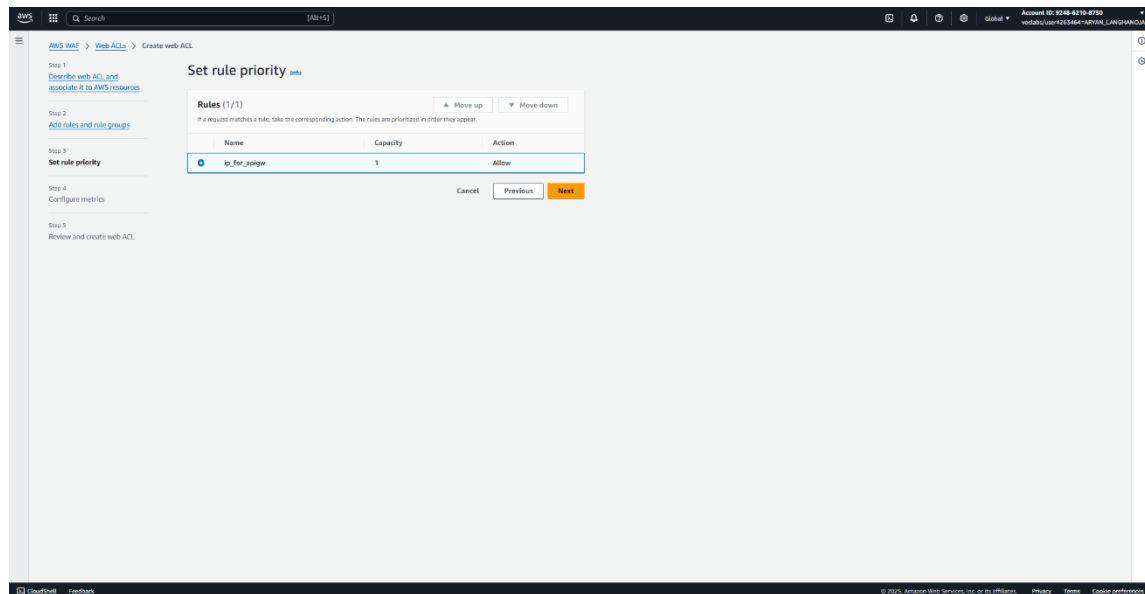 aws
Search [Alt+S]
Global
Account ID: 9248-6210-8750
voclabs/user4263464=ARYAN_LANGHANOJA
AWS WAF > Web ACLs > Create web ACL
Step 1
Describe web ACL and
associate it to AWS resources
Step 2
Add rules and rule groups
Step 3
Set rule priority
Step 4
Configure metrics
Step 5
Review and create web ACL
Set rule priority Info
Rules (1/1)
Move up
Move down
If a request matches a rule, take the corresponding action. The rules are prioritized in order they appear.
Name Capacity Action
ip_for_apigw 1 Allow
Cancel Previous Next
CloudShell Feedback
© 2025, Amazon Web Services, Inc. or its affiliates. Privacy Terms Cookie preferences